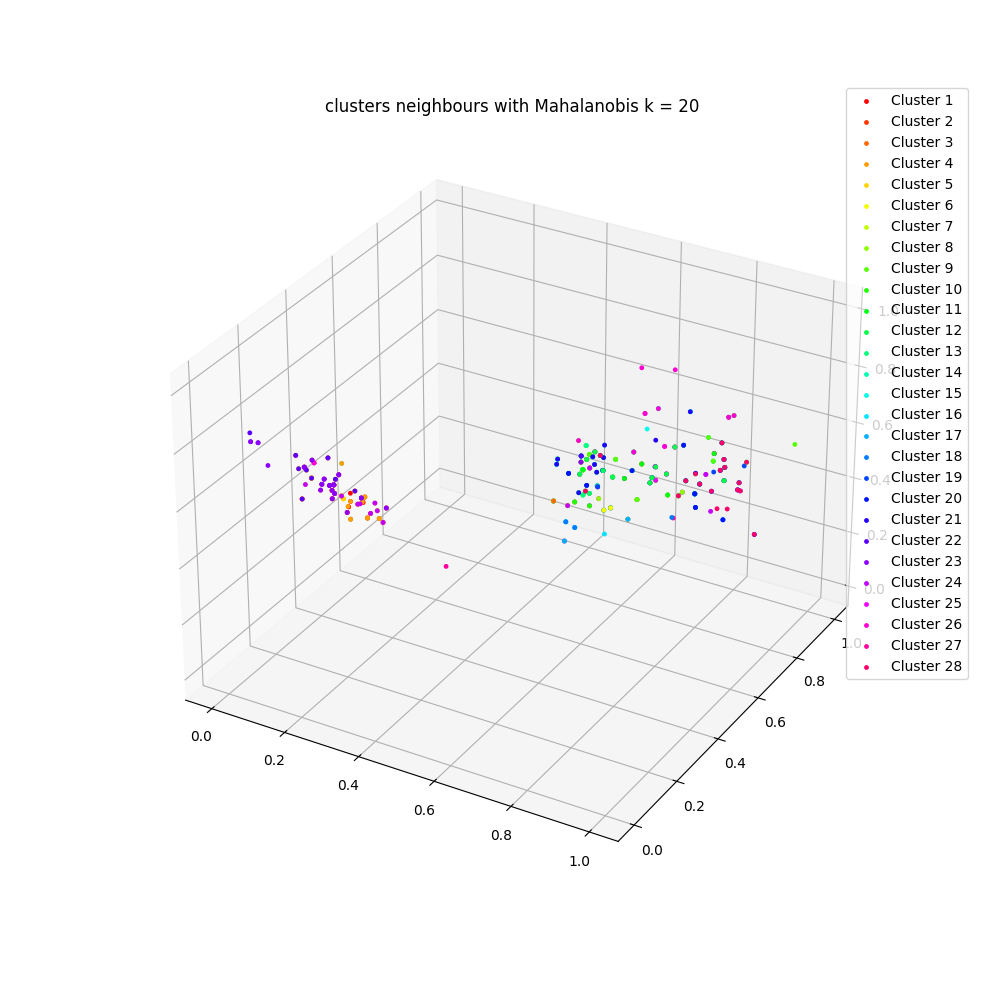 clusters neighbours with Mahalanobis k = 20
Cluster 1
Cluster 2
Cluster 3
Cluster 4
Cluster 5
Cluster 6
Cluster 7
Cluster 8
Cluster 9
Cluster 10
Cluster 11
Cluster 12
Cluster 13
Cluster 14
Cluster 15
Cluster 16
Cluster 17
Cluster 18
Cluster 19
Cluster 20
Cluster 21
Cluster 22
Cluster 23
Cluster 24
Cluster 25
Cluster 26
Cluster 27
Cluster 28
1.0
0.8
0.6
0.4
0.2
0.0
1.0
0.8
0.6
0.4
0.2
0.0
0.0
0.2
0.4
0.6
0.8
1.0